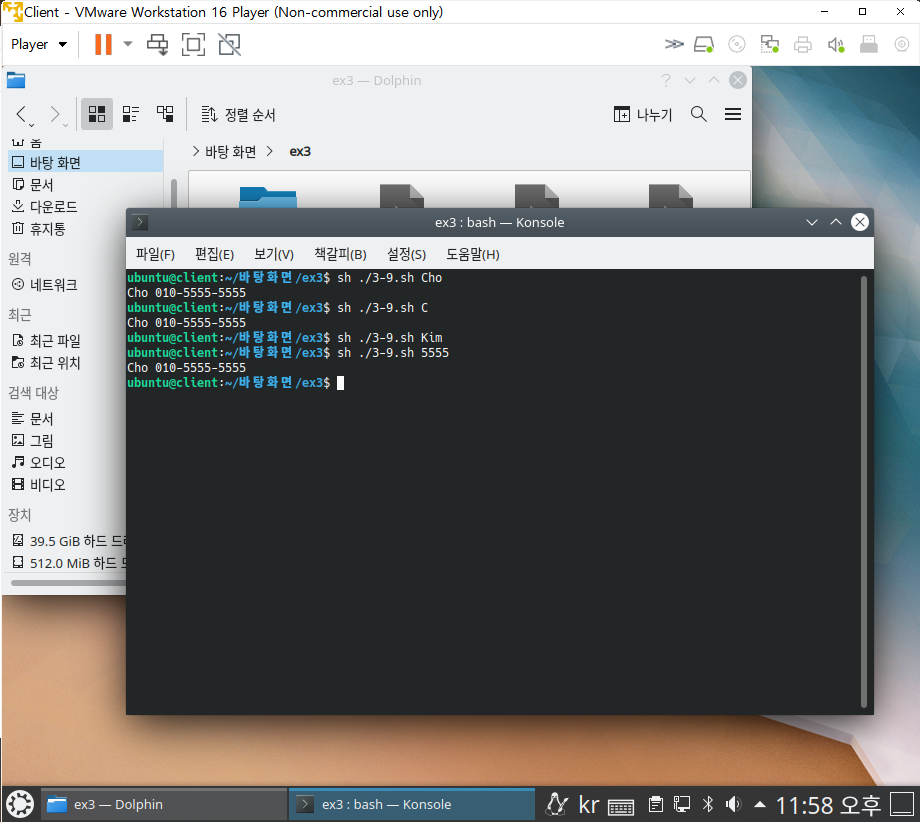 Client - VMware Workstation 16 Player (Non-commercial use only)
Player
ex3 — Dolphin
정렬 순서
나누기
홈
바탕 화면
문서
다운로드
휴지통
원격
네트워크
최근
최근 파일
최근 위치
검색 대상
문서
그림
오디오
비디오
장치
39.5 GiB 하드
512.0 MiB 하드
바탕 화면 > ex3
ex3 : bash — Konsole
파일(F) 편집(E) 보기(V) 책갈피(B) 설정(S) 도움말(H)
ubuntu@client:~/바탕화면/ex3$ sh ./3-9.sh Cho
Cho 010-5555-5555
ubuntu@client:~/바탕화면/ex3$ sh ./3-9.sh C
Cho 010-5555-5555
ubuntu@client:~/바탕화면/ex3$ sh ./3-9.sh Kim
ubuntu@client:~/바탕화면/ex3$ sh ./3-9.sh 5555
Cho 010-5555-5555
ubuntu@client:~/바탕화면/ex3$
ex3 — Dolphin
ex3 : bash — Konsole
kr
11:58 오후